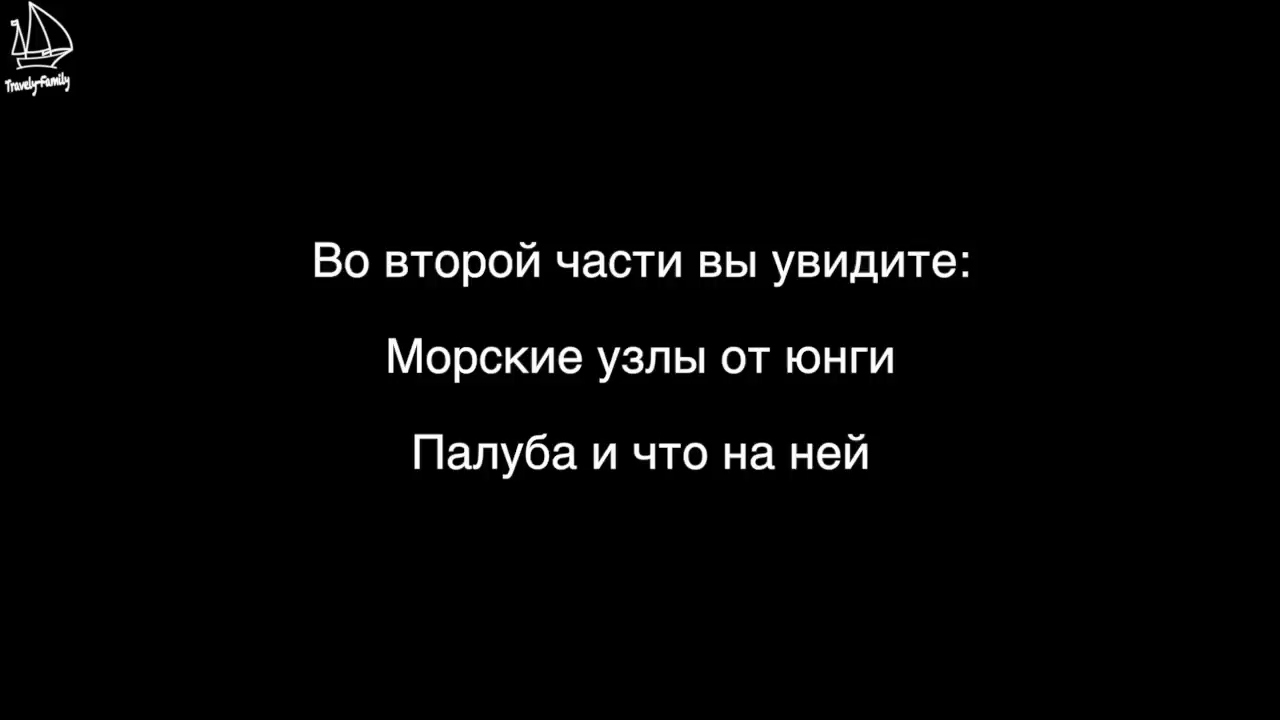 Travely-Family
Во второй части вы увидите:
Морские узлы от юнги
Палуба и что на ней